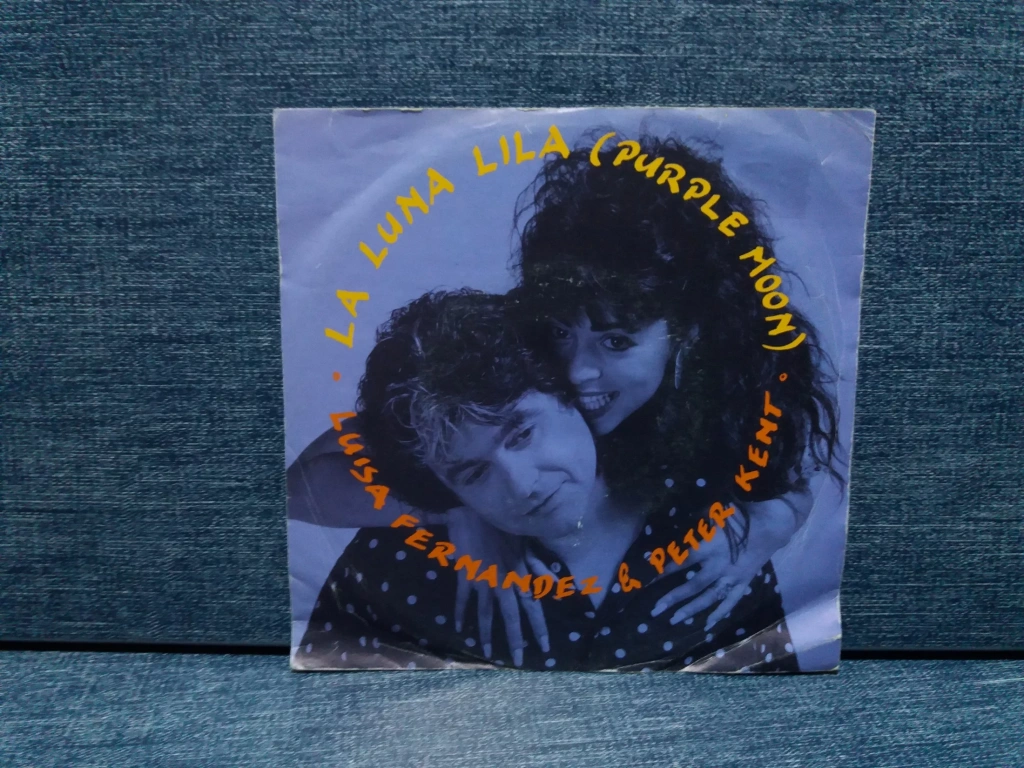 LA LUNA LILA (PURPLE MOON)
LUISA FERNANDEZ & PETER KENT